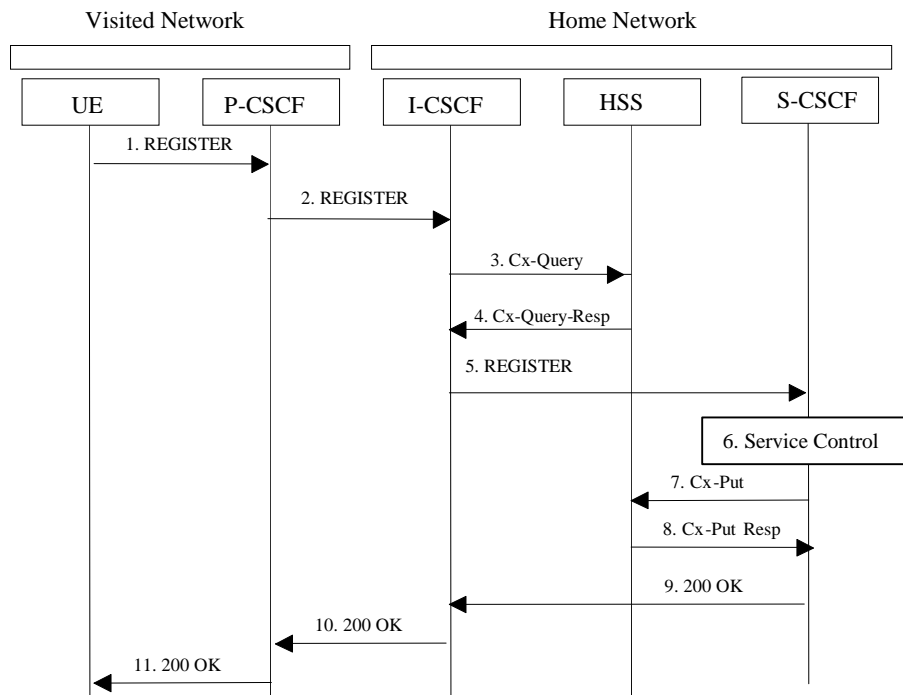 Visited Network
Home Network
UE
P-CSCF
I-CSCF
HSS
S-CSCF
1. REGISTER
2. REGISTER
3. Cx-Query
4. Cx-Query-Resp
5. REGISTER
6. Service Control
7. Cx-Put
8. Cx-Put Resp
9. 200 OK
10. 200 OK
11. 200 OK